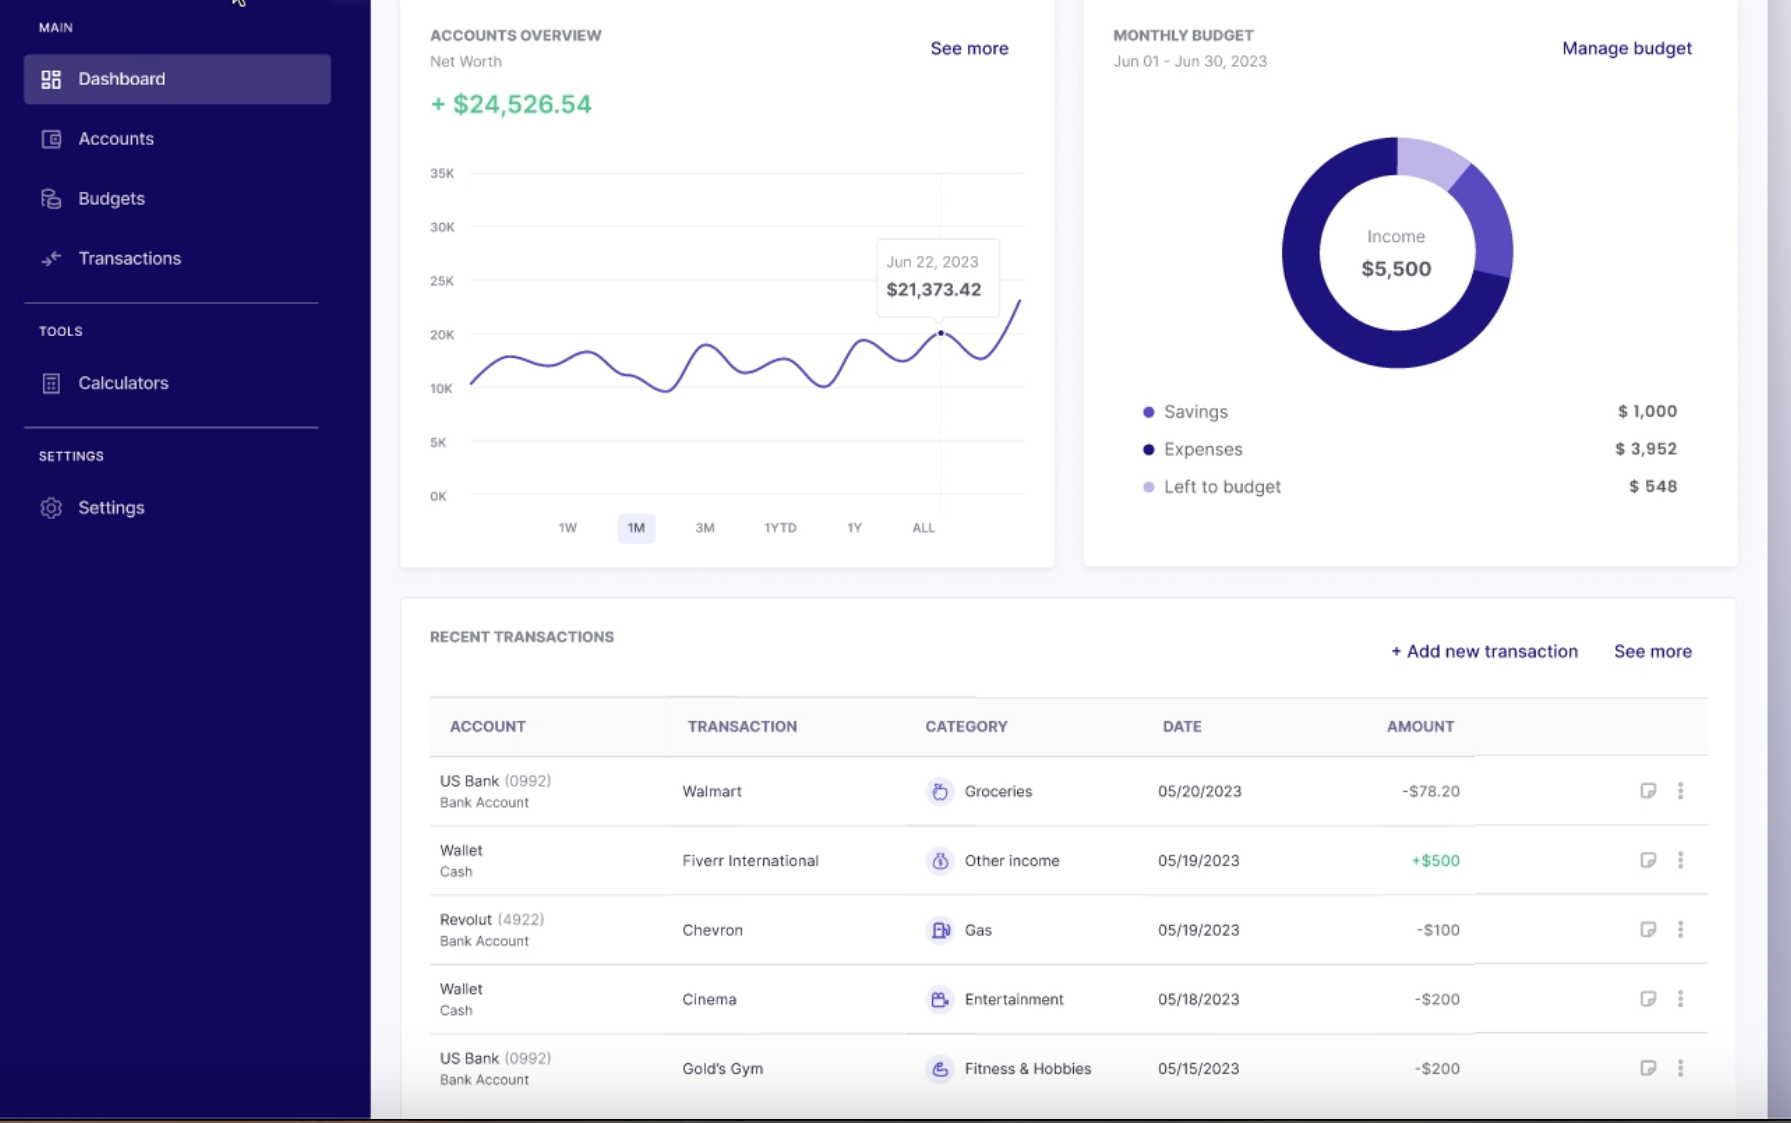 MAIN
Dashboard
Accounts
Budgets
Transactions
TOOLS
Calculators
SETTINGS
Settings
ACCOUNTS OVERVIEW
See more
Net Worth
+ $24,526.54
35K
30K
25K
20K
10K
5K
0K
Jun 22, 2023
$21,373.42
1W 1M 3M 1YTD 1Y ALL
MONTHLY BUDGET
Manage budget
Jun 01 - Jun 30, 2023
Income
$5,500
Savings $ 1,000
Expenses $ 3,952
Left to budget $ 548
RECENT TRANSACTIONS
+ Add new transaction See more
ACCOUNT TRANSACTION CATEGORY DATE AMOUNT
US Bank (0992)
Bank Account
Walmart Groceries 05/20/2023 -$78.20
Wallet
Cash
Fiverr International Other income 05/19/2023 +$500
Revolut (4922)
Bank Account
Chevron Gas 05/19/2023 -$100
Wallet
Cash
Cinema Entertainment 05/18/2023 -$200
US Bank (0992)
Bank Account
Gold's Gym Fitness & Hobbies 05/15/2023 -$200